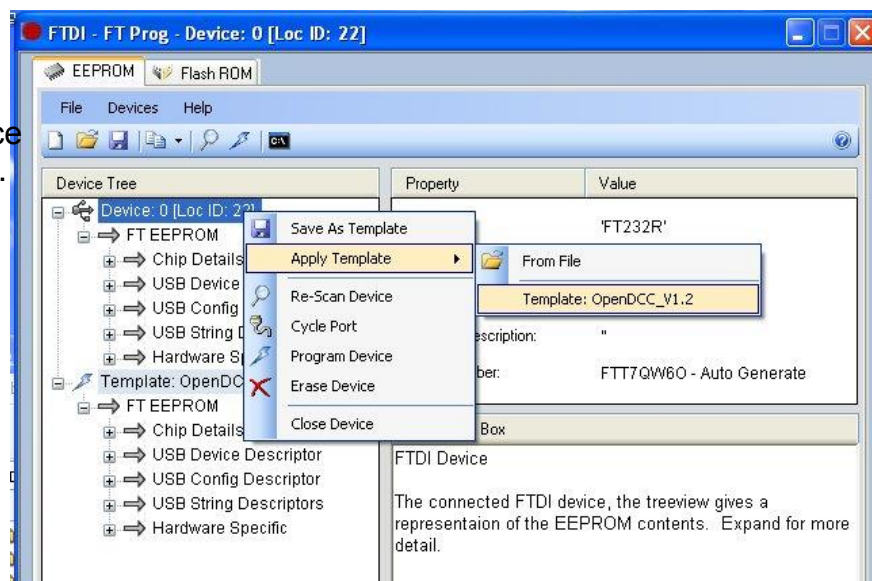 FTDI - FT Prog - Device: 0 [Loc ID: 22]
EEPROM
Flash ROM
File Devices Help
ce
.
Device Tree
Property Value
Device: 0 [Loc ID: 22]
FT EEPROM
Chip Details
USB Device
USB Config
USB String D
Hardware Sp
Template: OpenDC
FT EEPROM
Chip Details
USB Device Descriptor
USB Config Descriptor
USB String Descriptors
Hardware Specific
Save As Template
Apply Template
Re-Scan Device
Cycle Port
Program Device
Erase Device
Close Device
From File
Template: OpenDCC_V1.2
'FT232R'
escription: ''
ber: FTT7QW6O - Auto Generate
Box
FTDI Device
The connected FTDI device, the treeview gives a
representaion of the EEPROM contents. Expand for more
detail.